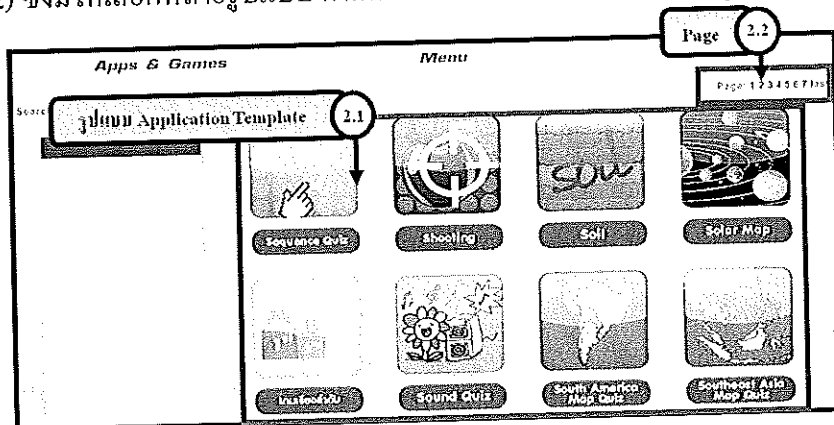 Page 2.2
Apps & Games Menu
Page: 1 2 3 4 5 6 7 las
รูปแบบ Application Template 2.1
Sequence Quiz Shooting Soil Solar Map
SOIL
Sound Quiz South America Map Quiz Southeast Asia Map Quiz